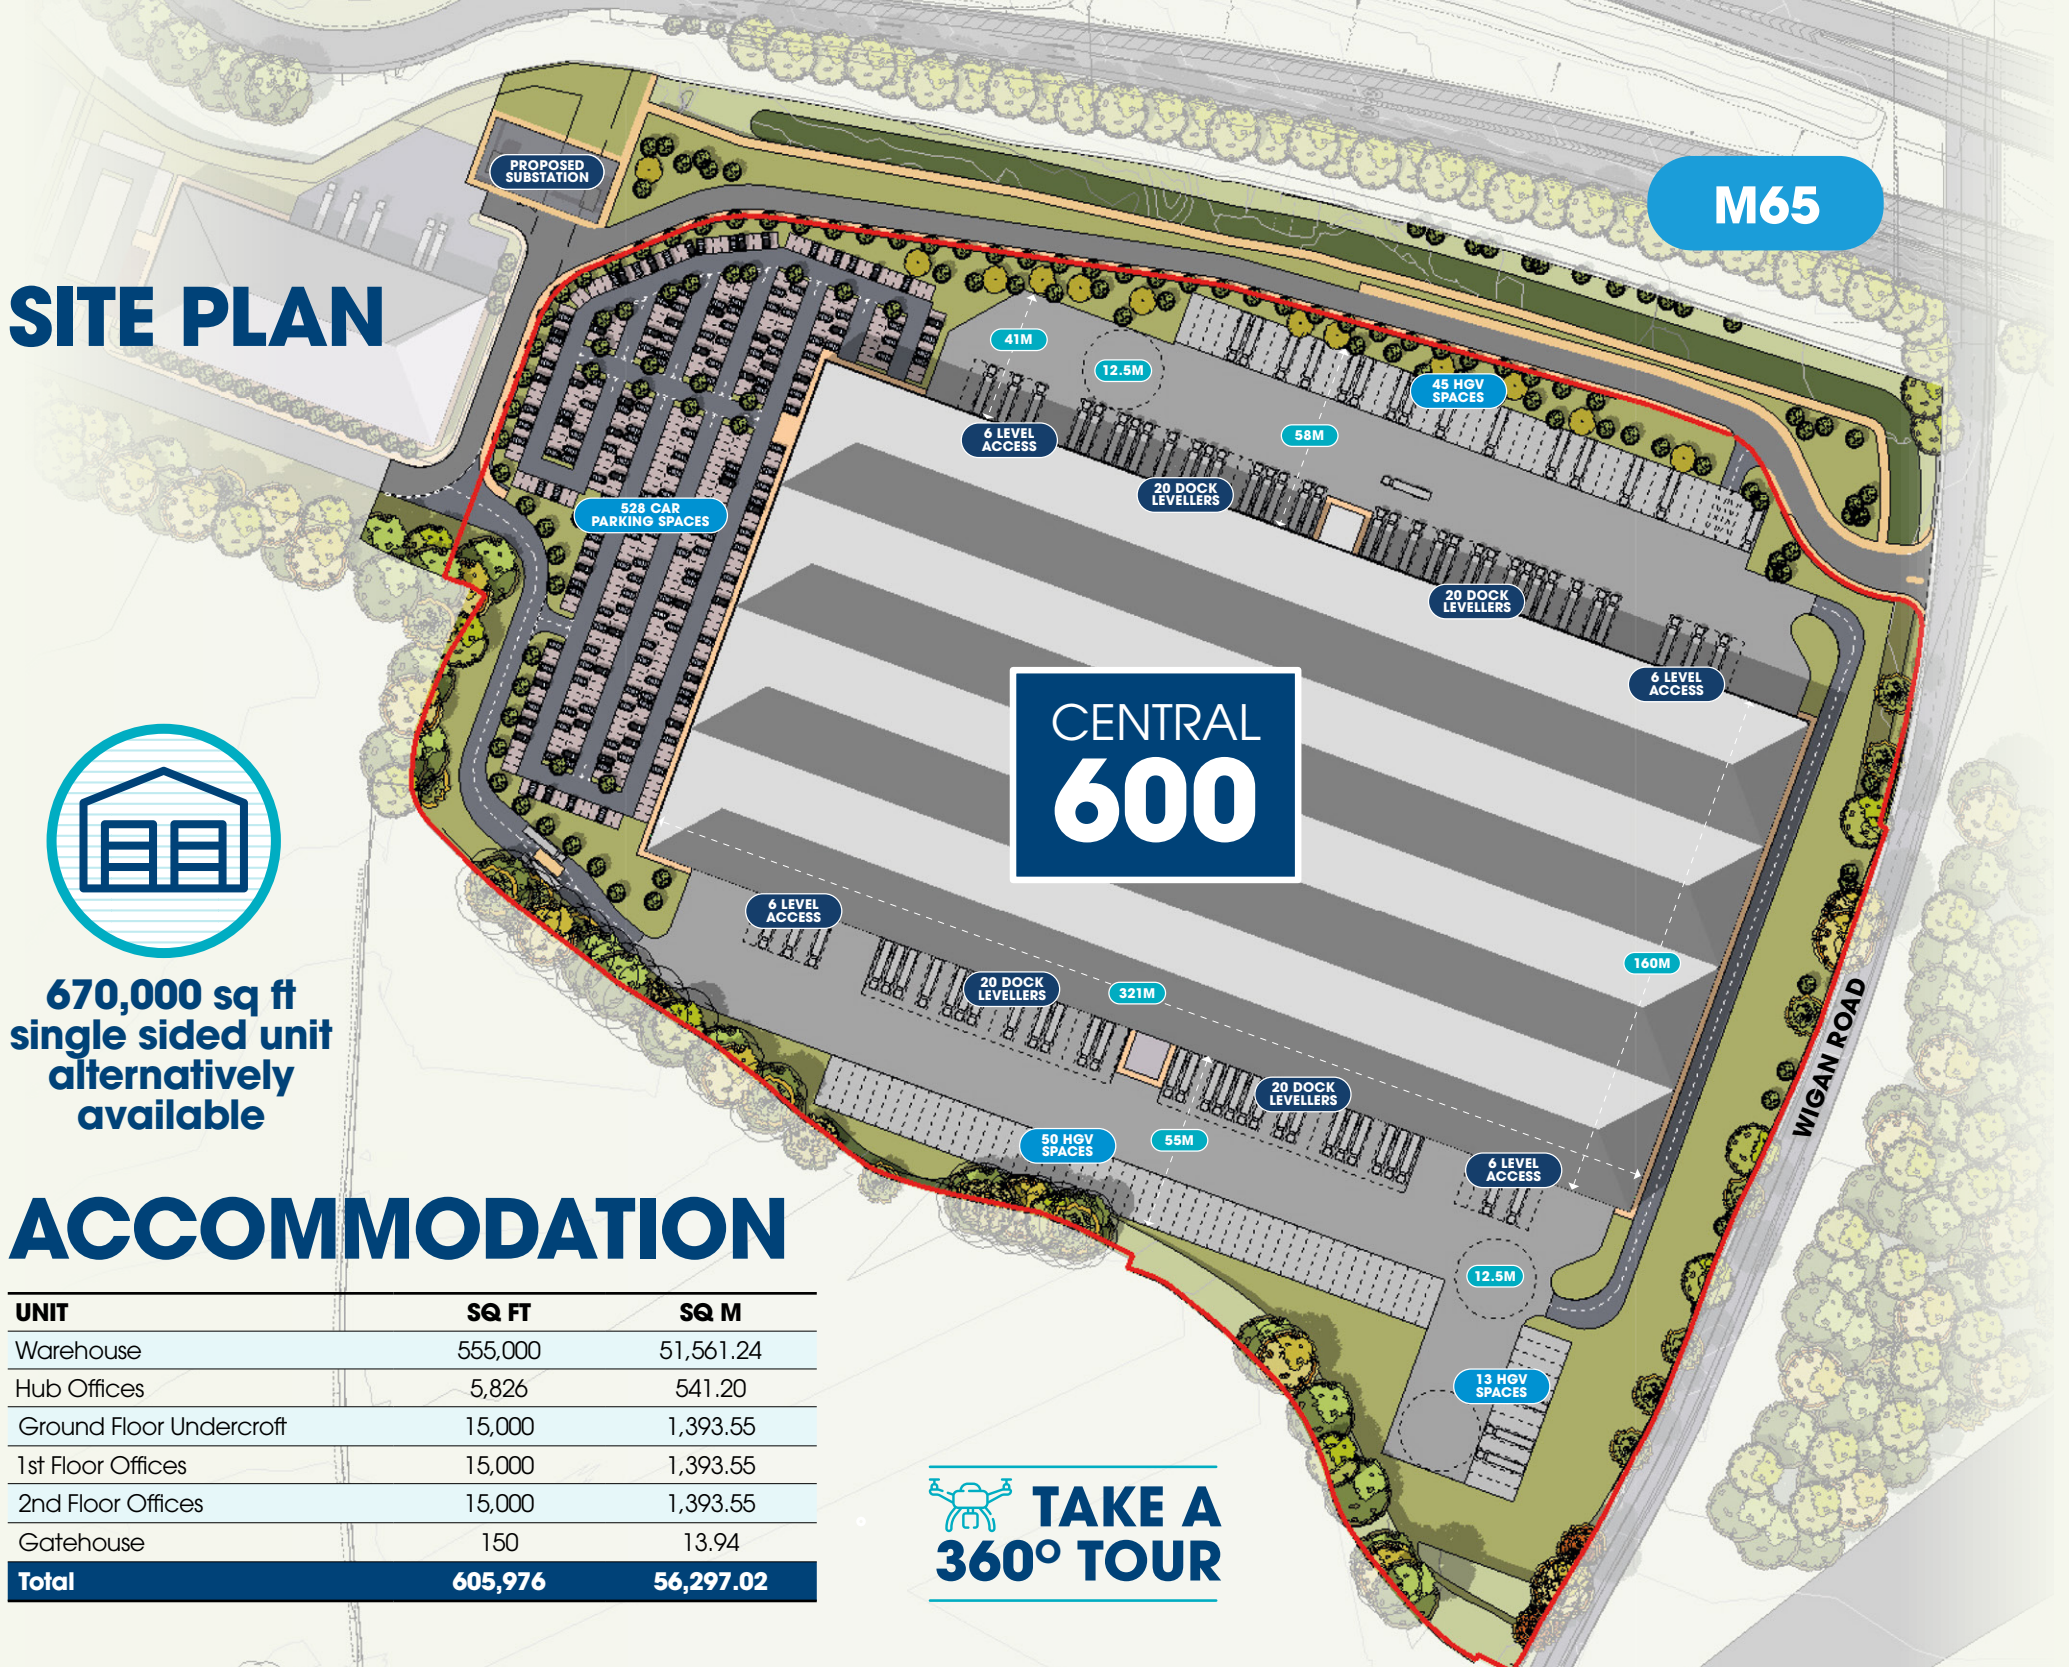 PROPOSED
SUBSTATION
M65
SITE PLAN
41M
12.5M
45 HGV
SPACES
6 LEVEL
ACCESS
58M
20 DOCK
LEVELLERS
528 CAR
PARKING SPACES
20 DOCK
LEVELLERS
6 LEVEL
ACCESS
CENTRAL
600
6 LEVEL
ACCESS
160M
20 DOCK
LEVELLERS
321M
WIGAN ROAD
670,000 sq ft
single sided unit
alternatively
available
20 DOCK
LEVELLERS
50 HGV
SPACES
55M
6 LEVEL
ACCESS
12.5M
13 HGV
SPACES
ACCOMMODATION
UNIT SQ FT SQ M
Warehouse 555,000 51,561.24
Hub Offices 5,826 541.20
Ground Floor Undercroft 15,000 1,393.55
1st Floor Offices 15,000 1,393.55
2nd Floor Offices 15,000 1,393.55
Gatehouse 150 13.94
Total 605,976 56,297.02
TAKE A
360° TOUR